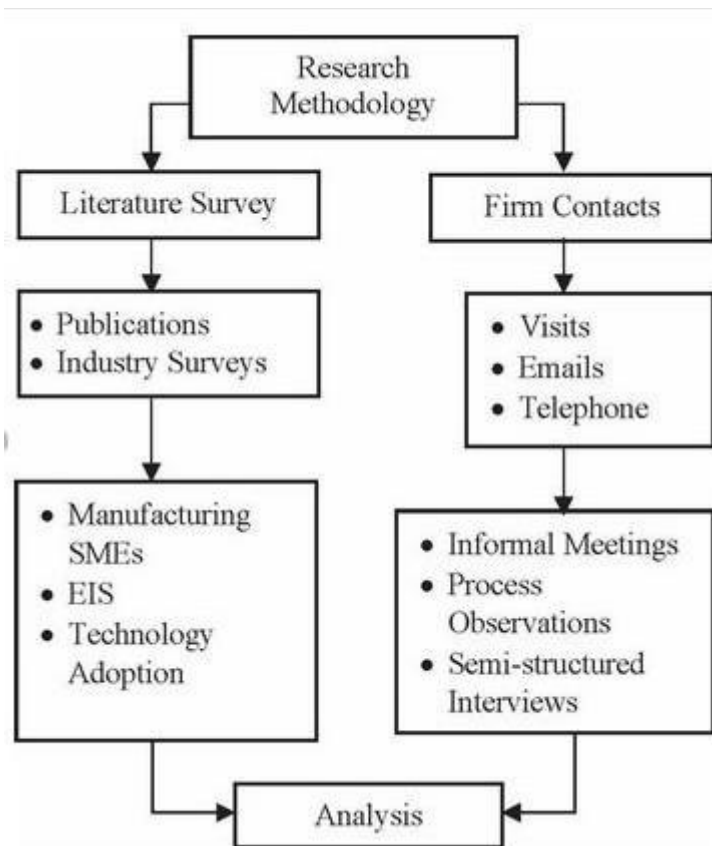 Research
Methodology
Literature Survey
Firm Contacts
• Publications
• Industry Surveys
• Visits
• Emails
• Telephone
• Manufacturing
SMEs
• EIS
• Technology
Adoption
• Informal Meetings
• Process
Observations
• Semi-structured
Interviews
Analysis